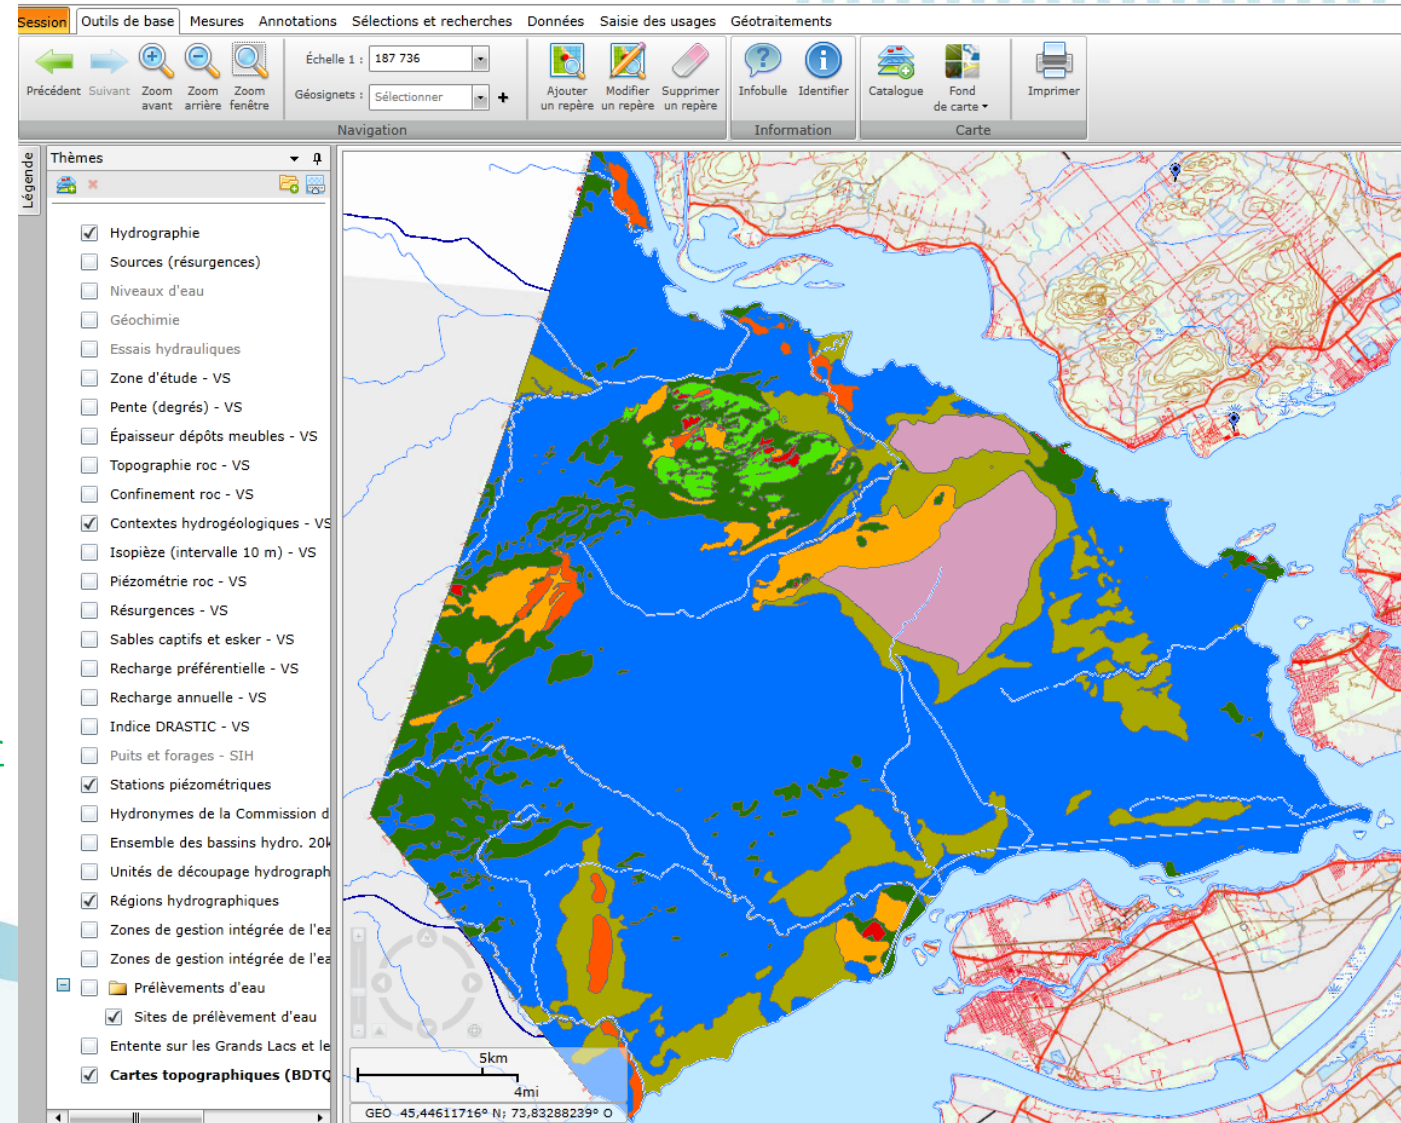 Session Outils de base Mesures Annotations Sélections et recherches Données Saisie des usages Géotraitements
Échelle 1 : 187 736
Géosignets : Sélectionner
Précédent Suivant Zoom avant Zoom arrière Zoom fenêtre
Ajouter un repère Modifier un repère Supprimer un repère
Infobulle Identifier
Catalogue Fond de carte Imprimer
Navigation Information Carte
Légende
Thèmes
Hydrographie
Sources (résurgences)
Niveaux d'eau
Géochimie
Essais hydrauliques
Zone d'étude - VS
Pente (degrés) - VS
Épaisseur dépôts meubles - VS
Topographie roc - VS
Confinement roc - VS
Contextes hydrogéologiques - VS
Isopièze (intervalle 10 m) - VS
Piézométrie roc - VS
Résurgences - VS
Sables captifs et esker - VS
Recharge préférentielle - VS
Recharge annuelle - VS
Indice DRASTIC - VS
Puits et forages - SIH
Stations piézométriques
Hydronymes de la Commission d
Ensemble des bassins hydro. 20k
Unités de découpage hydrograph
Régions hydrographiques
Zones de gestion intégrée de l'ea
Zones de gestion intégrée de l'ea
Prélèvements d'eau
Sites de prélèvement d'eau
Entente sur les Grands Lacs et le
Cartes topographiques (BDTQ
5km
4mi
GEO 45,44611716° N; 73,83288239° O